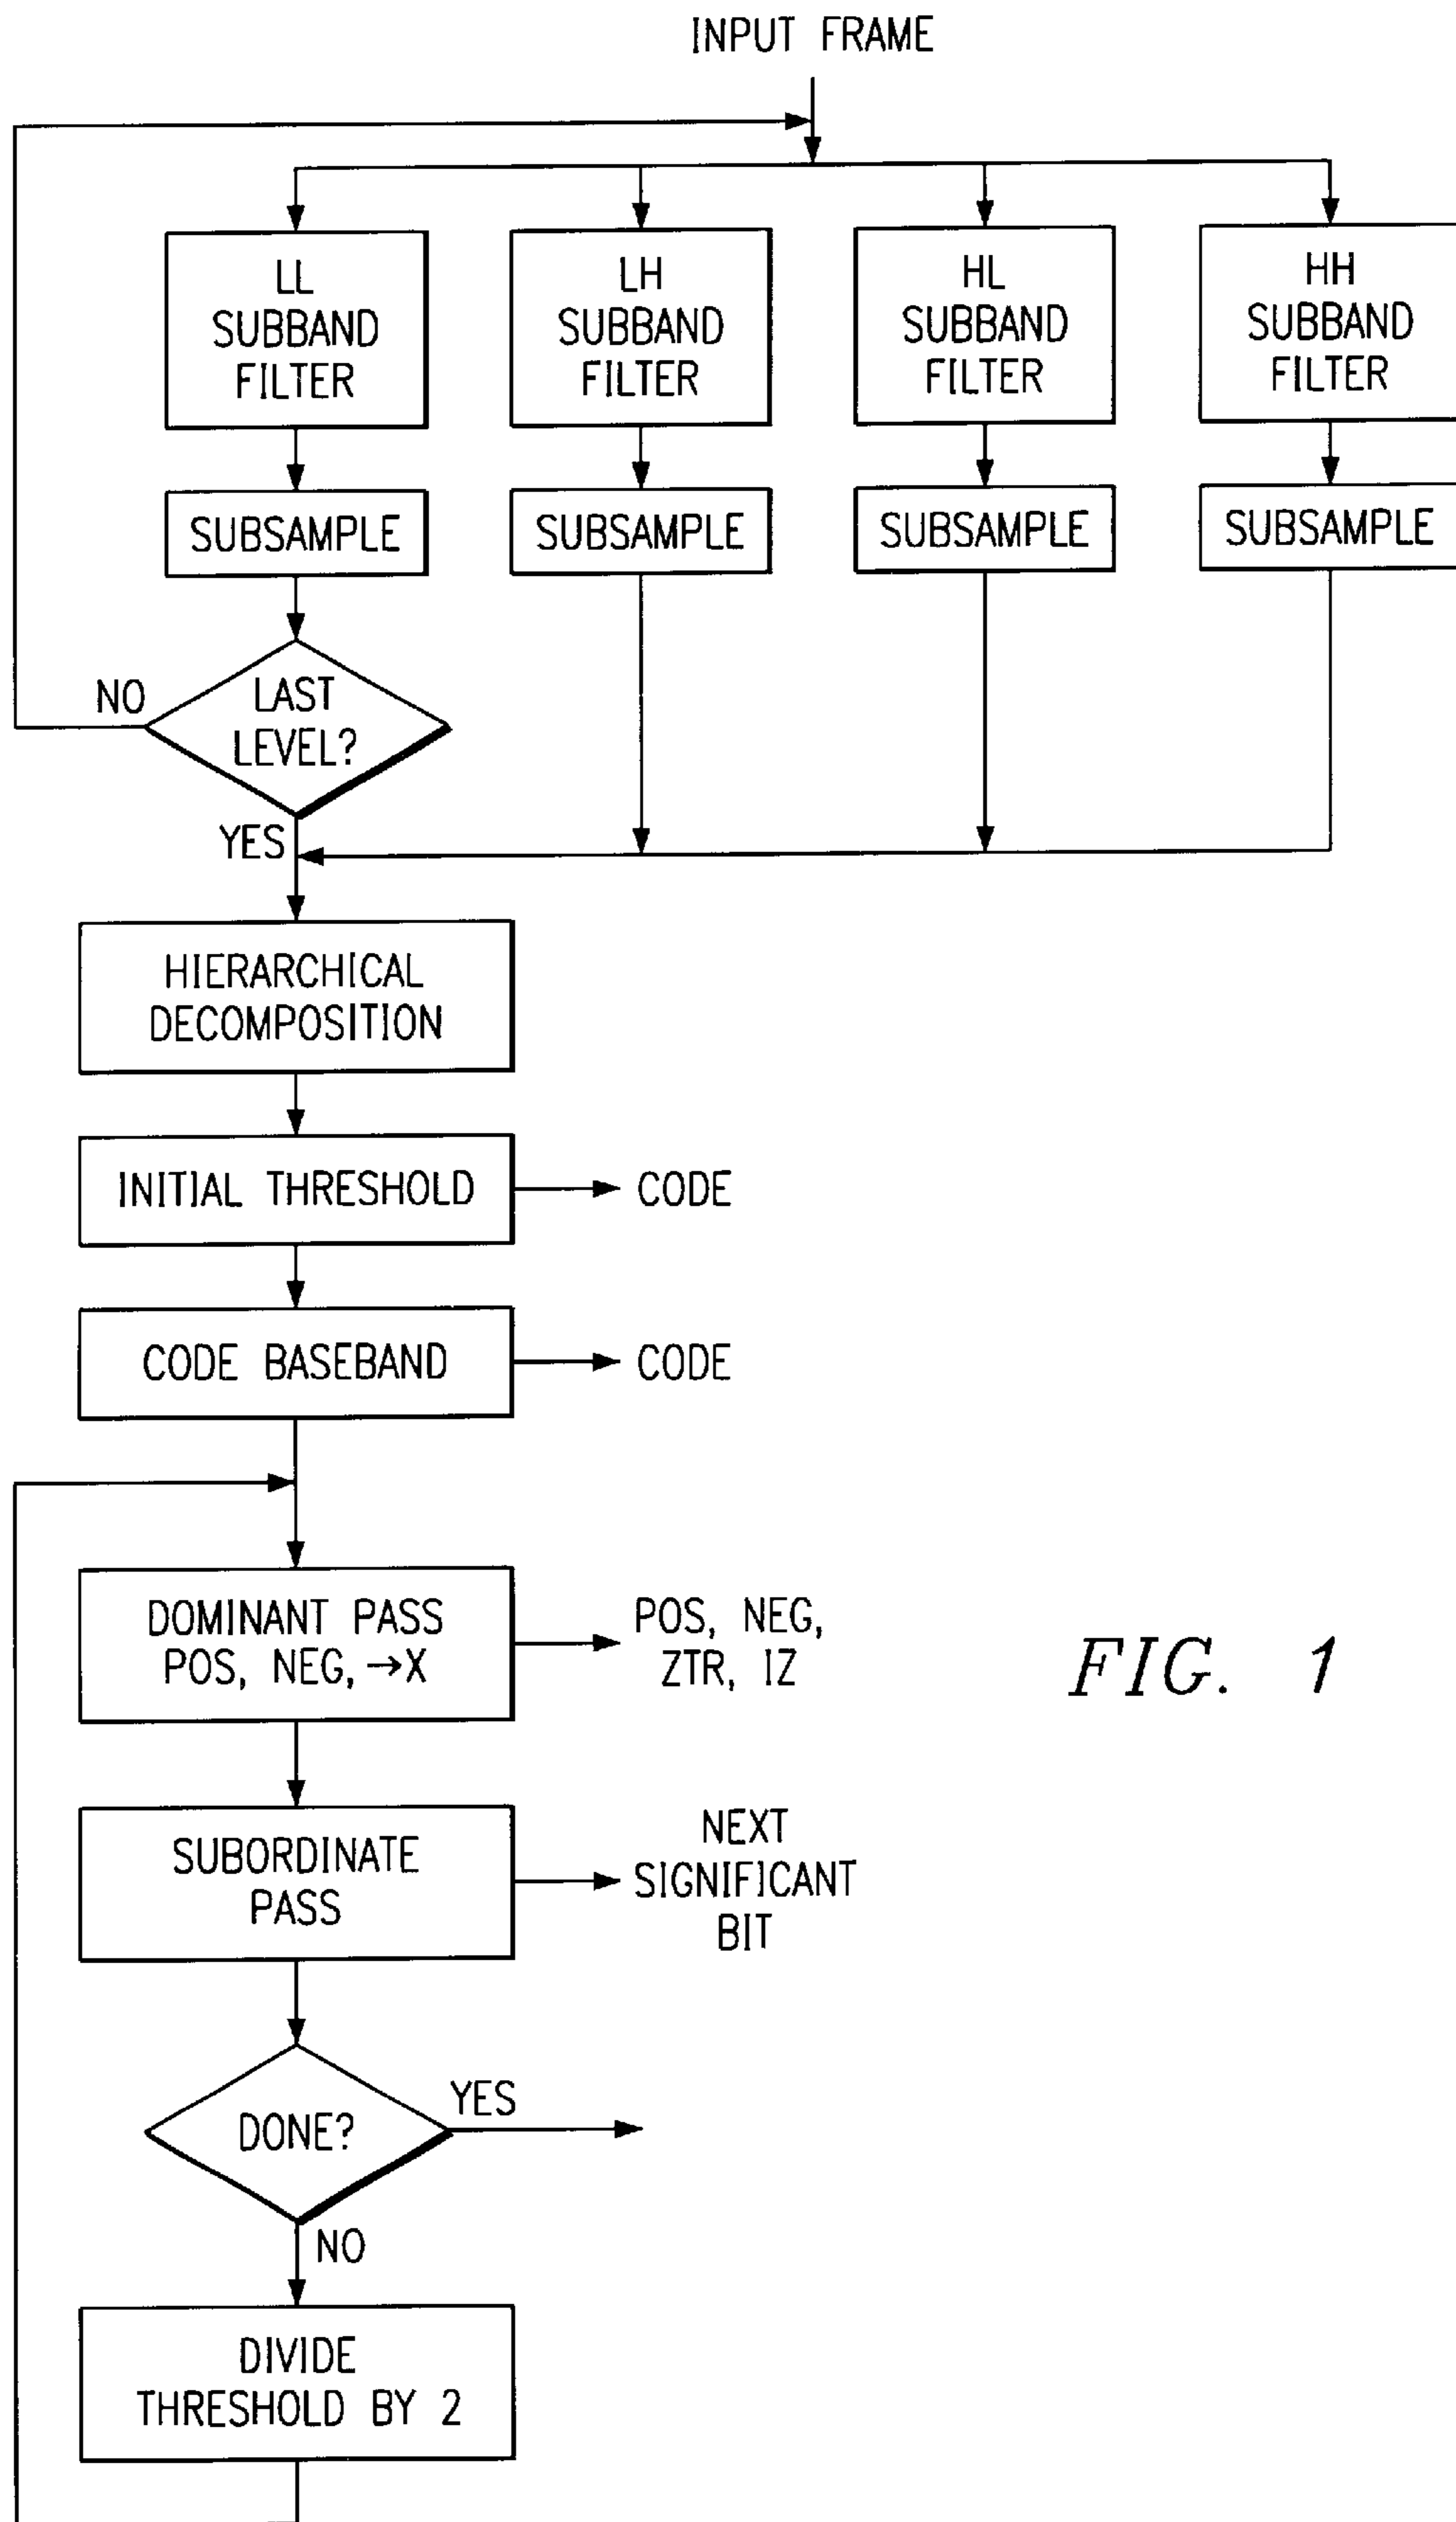 INPUT FRAME
LL
SUBBAND
FILTER
LH
SUBBAND
FILTER
HL
SUBBAND
FILTER
HH
SUBBAND
FILTER
SUBSAMPLE
SUBSAMPLE
SUBSAMPLE
SUBSAMPLE
NO
LAST
LEVEL?
YES
HIERARCHICAL
DECOMPOSITION
INITIAL THRESHOLD
CODE
CODE BASEBAND
CODE
DOMINANT PASS
POS, NEG, →X
POS, NEG,
ZTR, IZ
FIG. 1
SUBORDINATE
PASS
NEXT
SIGNIFICANT
BIT
DONE?
YES
NO
DIVIDE
THRESHOLD BY 2